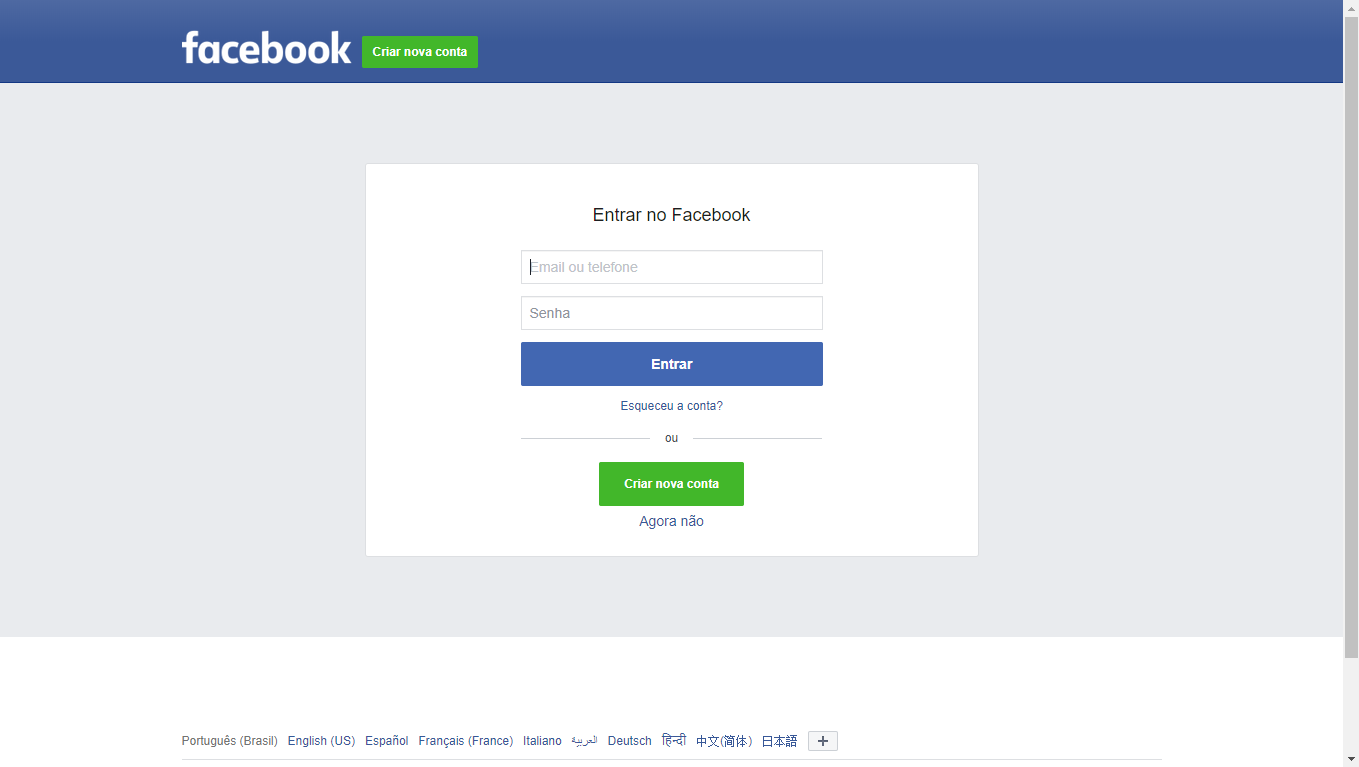 facebook Criar nova conta
Entrar no Facebook
Email ou telefone
Senha
Entrar
Esqueceu a conta?
ou
Criar nova conta
Agora não
Português (Brasil) English (US) Español Français (France) Italiano العربية Deutsch हिन्दी 中文(简体) 日本語 +